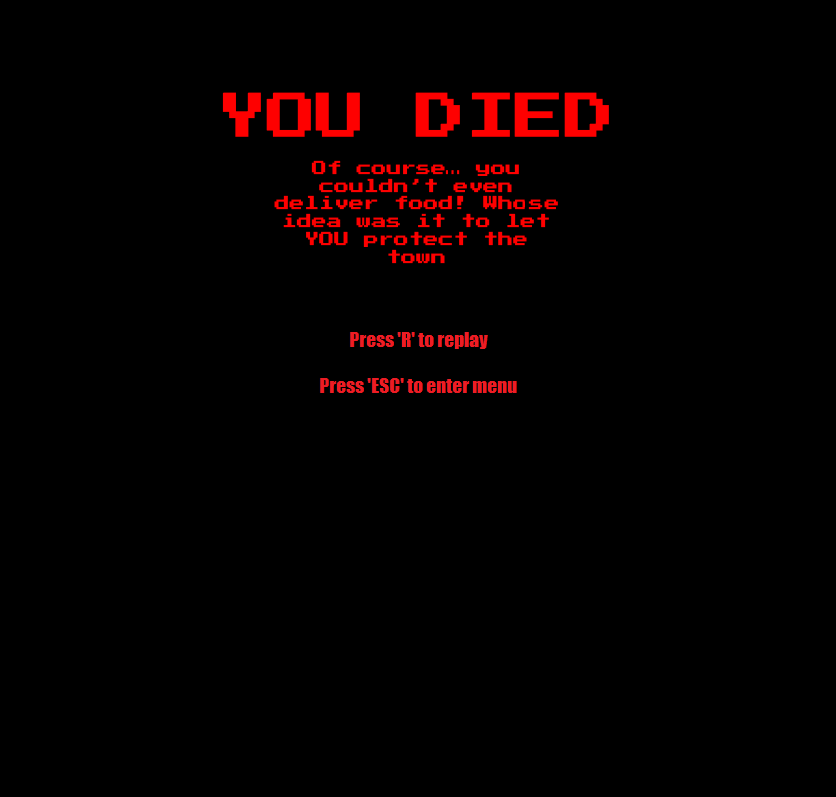 YOU DIED
Of course... you
couldn't even
deliver food! Whose
idea was it to let
YOU protect the
town
Press 'R' to replay
Press 'ESC' to enter menu